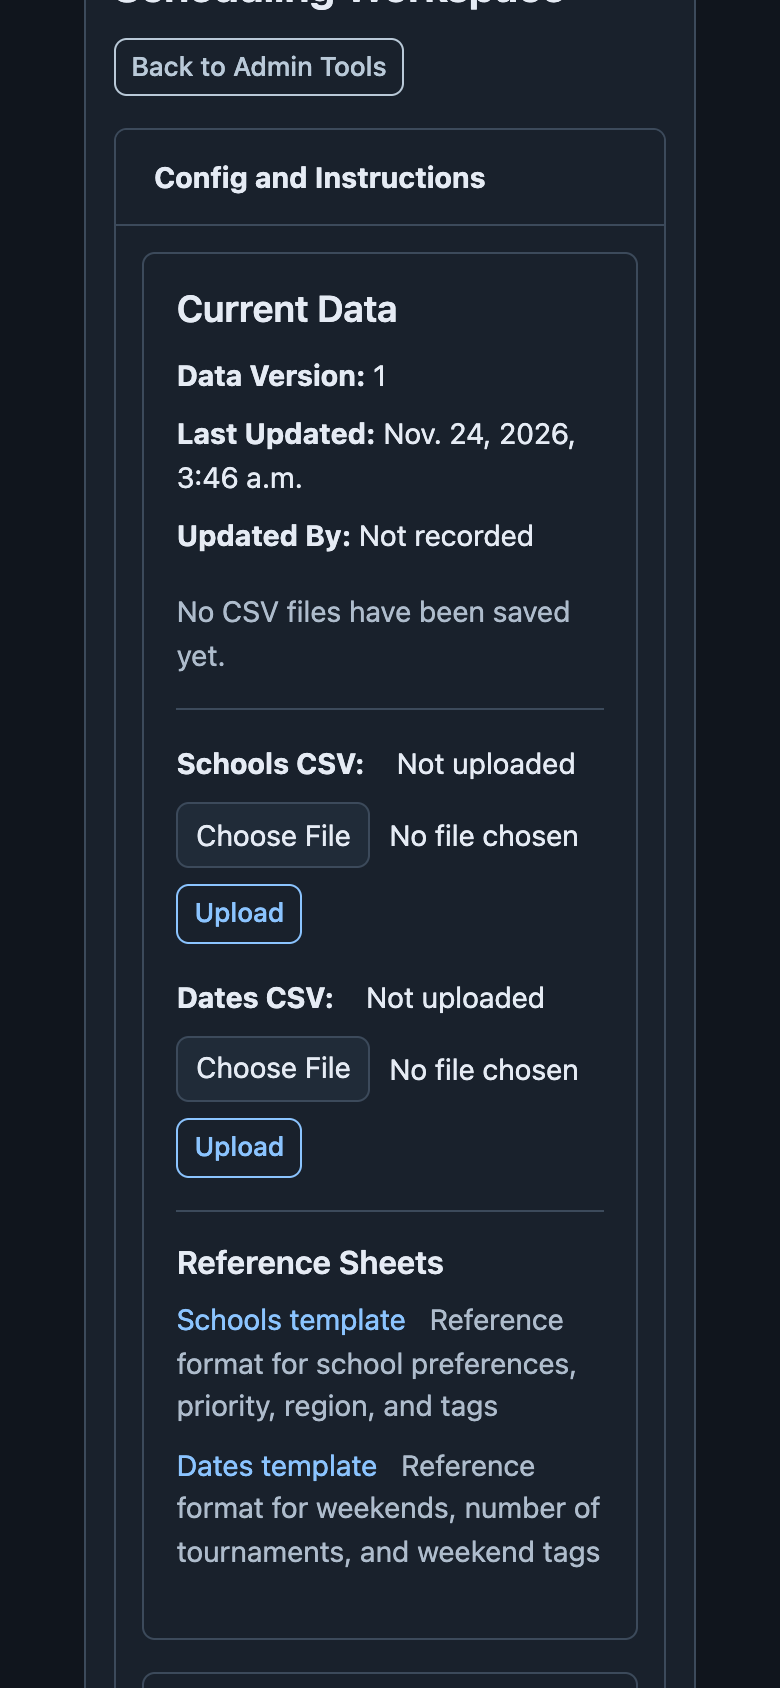 Scheduling Workspace
Back to Admin Tools
Config and Instructions
Current Data
Data Version: 1
Last Updated: Nov. 24, 2026,
3:46 a.m.
Updated By: Not recorded
No CSV files have been saved
yet.
Schools CSV: Not uploaded
Choose File No file chosen
Upload
Dates CSV: Not uploaded
Choose File No file chosen
Upload
Reference Sheets
Schools template Reference
format for school preferences,
priority, region, and tags
Dates template Reference
format for weekends, number of
tournaments, and weekend tags